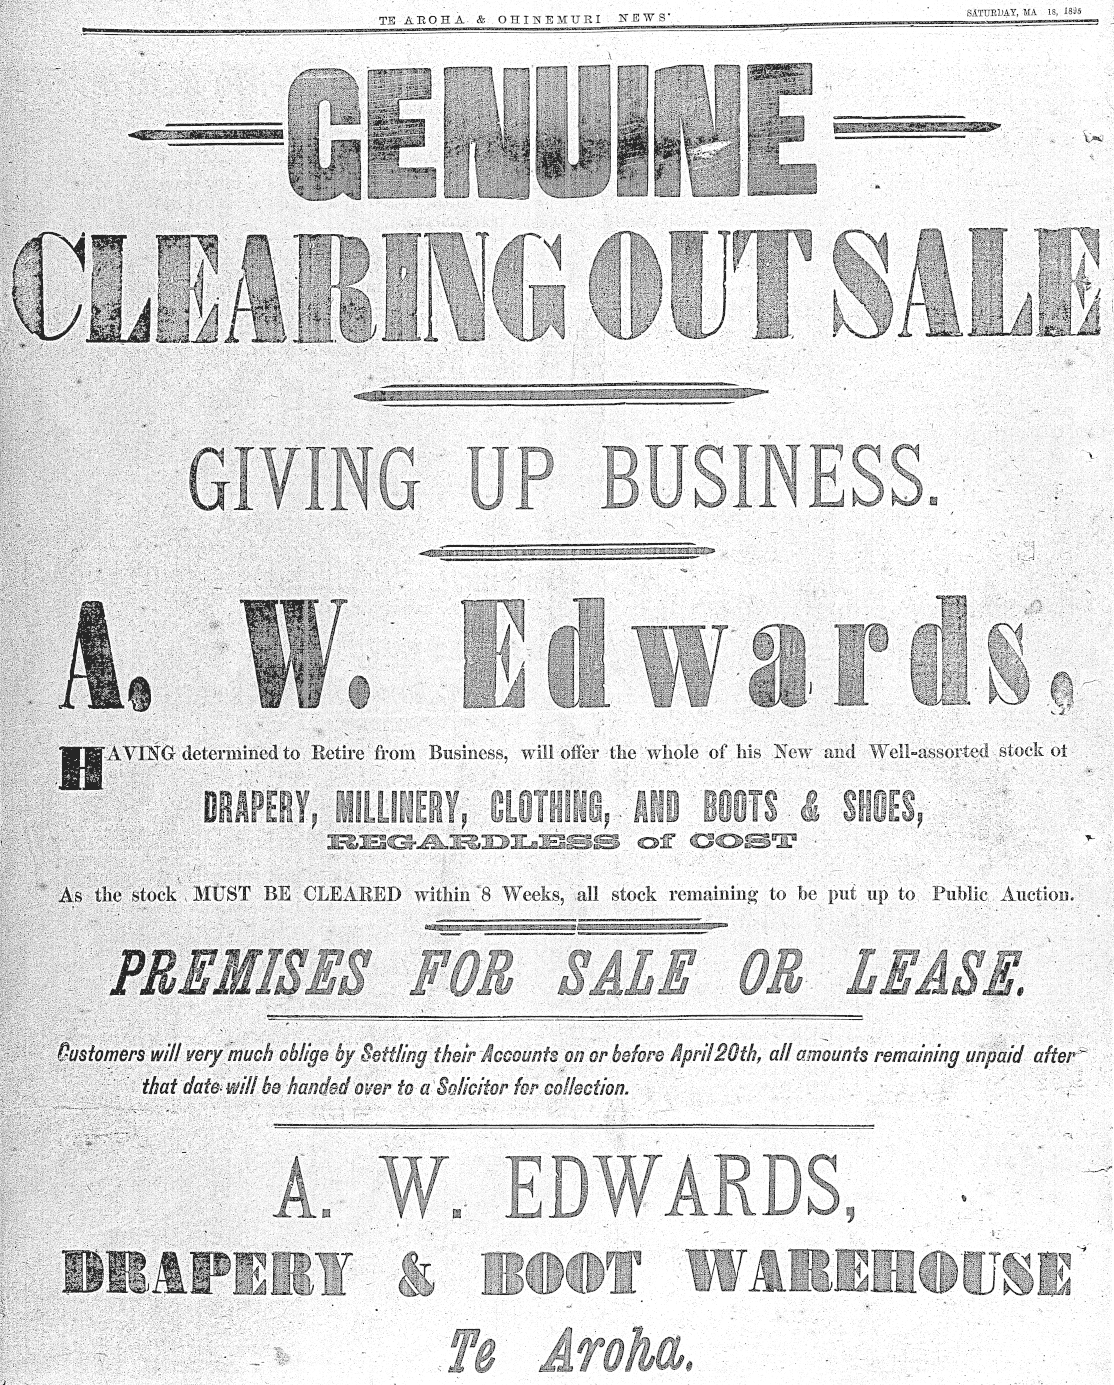 TE AROHA & OHINEMURI NEWS
SATURDAY, MA 18, 1895
GENUINE
CLEARING OUT SALE
GIVING UP BUSINESS.
A. W. Edwards,
HAVING determined to Retire from Business, will offer the whole of his New and Well-assorted stock of
DRAPERY, MILLINERY, CLOTHING, AND BOOTS & SHOES,
REGARDLESS of COST
As the stock MUST BE CLEARED within 8 Weeks, all stock remaining to be put up to Public Auction.
PREMISES FOR SALE OR LEASE.
Customers will very much oblige by Settling their Accounts on or before April 20th, all amounts remaining unpaid after
that date will be handed over to a Solicitor for collection.
A. W. EDWARDS,
DRAPERY & BOOT WAREHOUSE
Te Aroha.